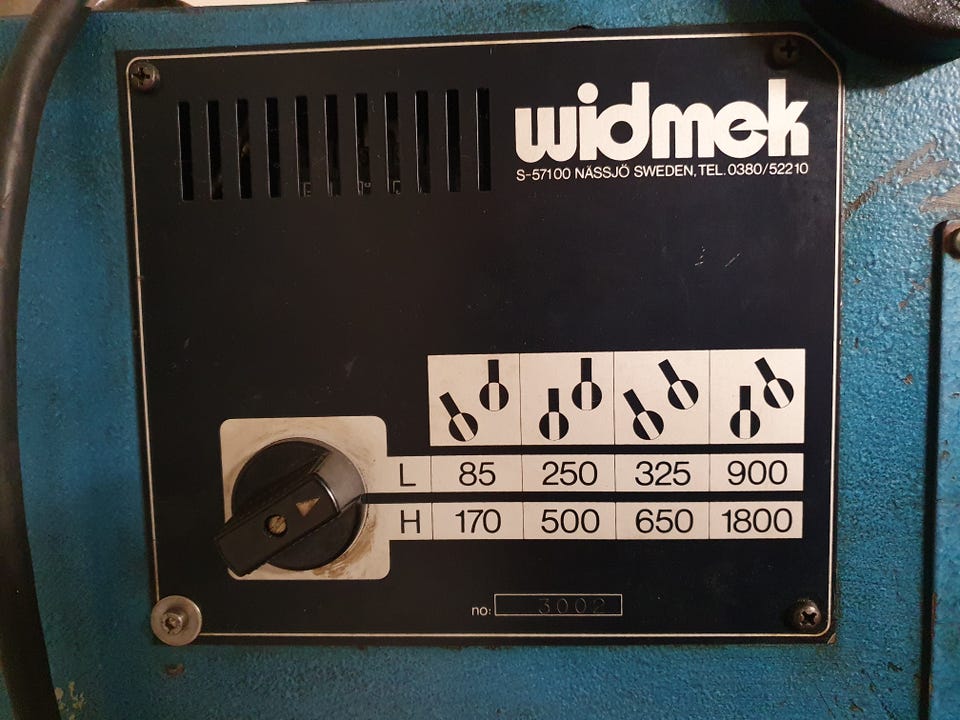 widmek
S-57100 NÄSSJÖ SWEDEN, TEL. 0380/52210
L 85 250 325 900
H 170 500 650 1800
no: 3002